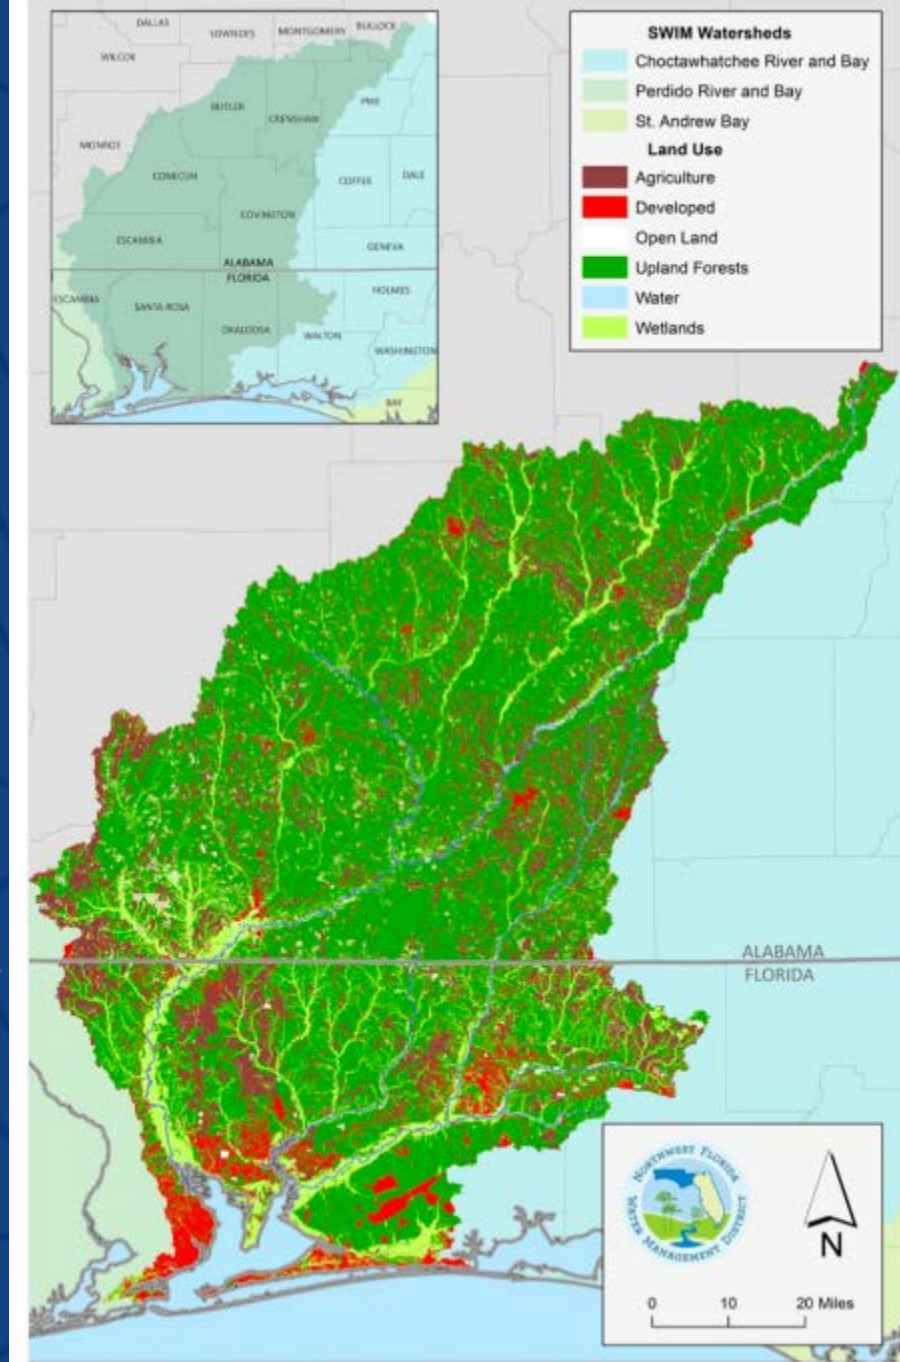 DALLAS
LOWNDES
MONTGOMERY
BULLOCK
WILCOX
BUTLER
CRENSHAW
PIKE
MONROE
CONECUH
COFFEE
DALE
COVINGTON
ESCAMBIA
GENEVA
ALABAMA
FLORIDA
ESCAMBIA
SANTA ROSA
HOLMES
OKALOOSA
WALTON
WASHINGTON
BAY
SWIM Watersheds
Choctawhatchee River and Bay
Perdido River and Bay
St. Andrew Bay
Land Use
Agriculture
Developed
Open Land
Upland Forests
Water
Wetlands
ALABAMA
FLORIDA
NORTHWEST FLORIDA
WATER MANAGEMENT DISTRICT
N
0 10 20 Miles